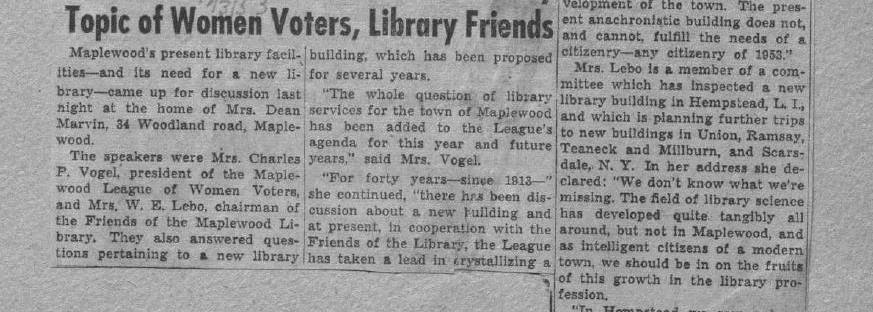 Topic of Women Voters, Library Friends
Maplewood's present library facil-
ities—and its need for a new li-
brary—came up for discussion last
night at the home of Mrs. Dean
Marvin, 34 Woodland road, Maple-
wood.
The speakers were Mrs. Charles
P. Vogel, president of the Maple-
wood League of Women Voters,
and Mrs. W. E. Lebo, chairman of
the Friends of the Maplewood Li-
brary. They also answered ques-
tions pertaining to a new library
building, which has been proposed
for several years.
"The whole question of library
services for the town of Maplewood
has been added to the League's
agenda for this year and future
years," said Mrs. Vogel.
"For forty years—since 1913—"
she continued, "there has been dis-
cussion about a new building and
at present, in cooperation with the
Friends of the Library, the League
has taken a lead in crystallizing a
velopment of the town. The pres-
ent anachronistic building does not,
and cannot, fulfill the needs of a
citizenry—any citizenry of 1953."
Mrs. Lebo is a member of a com-
mittee which has inspected a new
library building in Hempstead, L. I.,
and which is planning further trips
to new buildings in Union, Ramsay,
Teaneck and Millburn, and Scars-
dale, N. Y. In her address she de-
clared: "We don't know what we're
missing. The field of library science
has developed quite tangibly all
around, but not in Maplewood, and
as intelligent citizens of a modern
town, we should be in on the fruits
of this growth in the library pro-
fession.
"In Hempstead